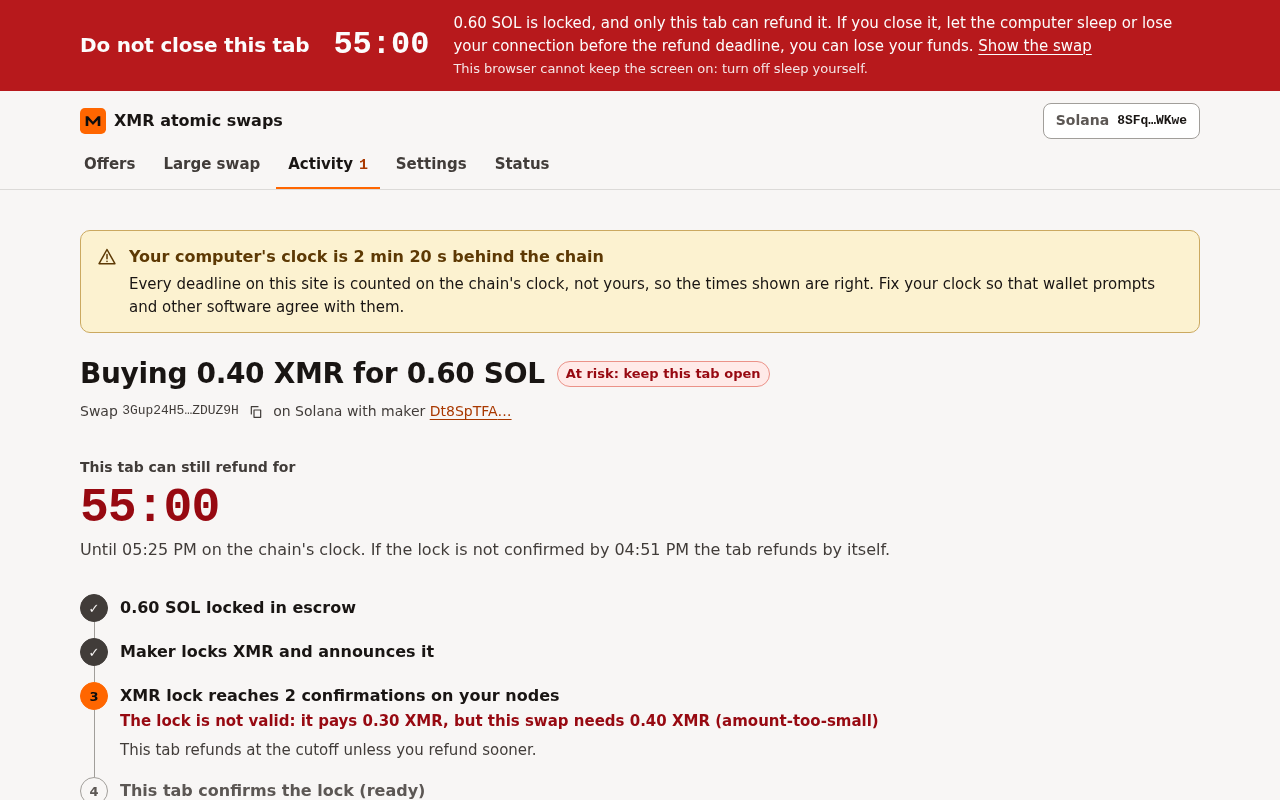 Do not close this tab
55:00
0.60 SOL is locked, and only this tab can refund it. If you close it, let the computer sleep or lose
your connection before the refund deadline, you can lose your funds. Show the swap
This browser cannot keep the screen on: turn off sleep yourself.
XMR atomic swaps
Solana 8SFq…WKwe
Offers
Large swap
Activity 1
Settings
Status
Your computer's clock is 2 min 20 s behind the chain
Every deadline on this site is counted on the chain's clock, not yours, so the times shown are right. Fix your clock so that wallet prompts
and other software agree with them.
Buying 0.40 XMR for 0.60 SOL
At risk: keep this tab open
Swap 3Gup24H5…ZDUZ9H on Solana with maker Dt8SpTFA…
This tab can still refund for
55:00
Until 05:25 PM on the chain's clock. If the lock is not confirmed by 04:51 PM the tab refunds by itself.
✓ 0.60 SOL locked in escrow
✓ Maker locks XMR and announces it
3 XMR lock reaches 2 confirmations on your nodes
The lock is not valid: it pays 0.30 XMR, but this swap needs 0.40 XMR (amount-too-small)
This tab refunds at the cutoff unless you refund sooner.
4 This tab confirms the lock (ready)